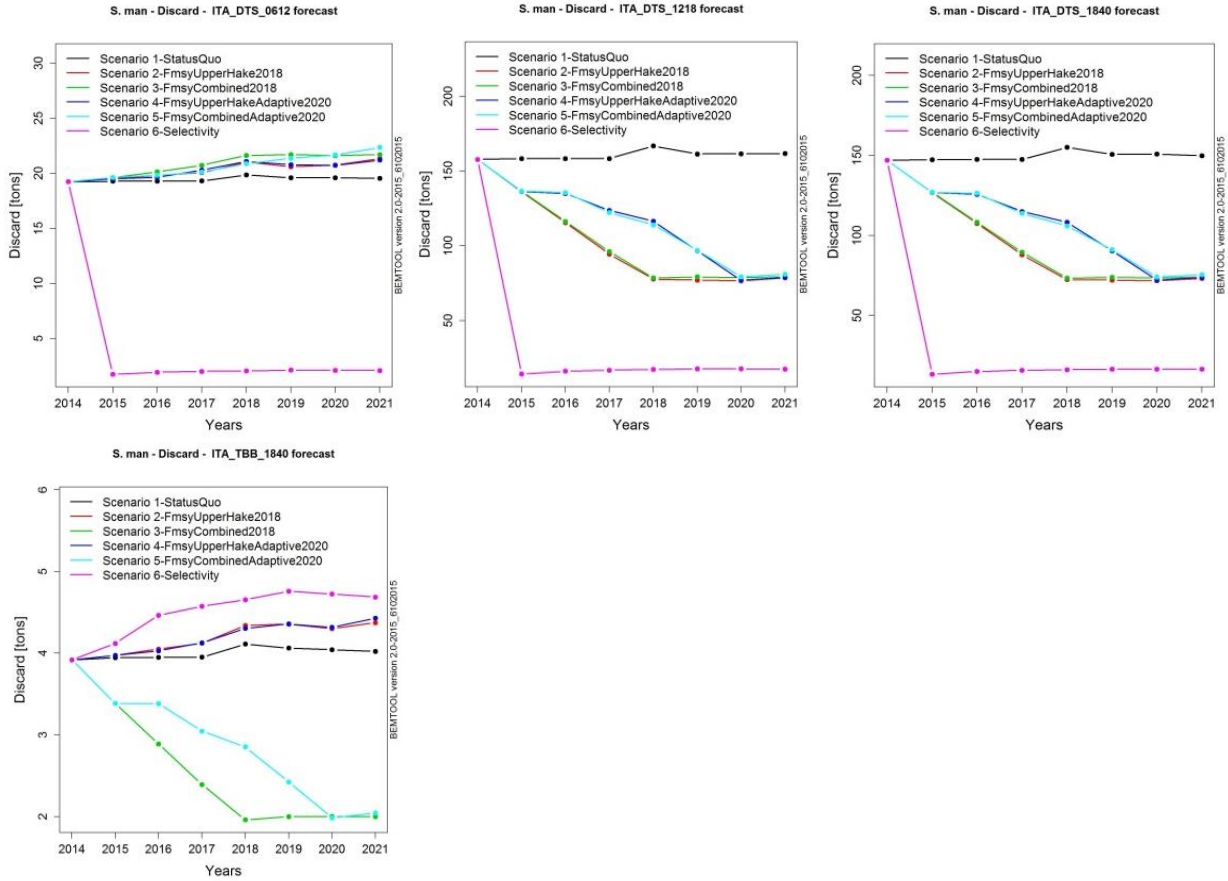 S. man - Discard - ITA_DTS_0612 forecast
Discard [tons]
30
25
20
15
10
5
Scenario 1-StatusQuo
Scenario 2-FmsyUpperHake2018
Scenario 3-FmsyCombined2018
Scenario 4-FmsyUpperHakeAdaptive2020
Scenario 5-FmsyCombinedAdaptive2020
Scenario 6-Selectivity
BEMTOOL version 2.0-2015_6102015
2014 2015 2016 2017 2018 2019 2020 2021
Years
S. man - Discard - ITA_DTS_1218 forecast
Discard [tons]
200
150
100
50
Scenario 1-StatusQuo
Scenario 2-FmsyUpperHake2018
Scenario 3-FmsyCombined2018
Scenario 4-FmsyUpperHakeAdaptive2020
Scenario 5-FmsyCombinedAdaptive2020
Scenario 6-Selectivity
BEMTOOL version 2.0-2015_6102015
2014 2015 2016 2017 2018 2019 2020 2021
Years
S. man - Discard - ITA_DTS_1840 forecast
Discard [tons]
200
150
100
50
Scenario 1-StatusQuo
Scenario 2-FmsyUpperHake2018
Scenario 3-FmsyCombined2018
Scenario 4-FmsyUpperHakeAdaptive2020
Scenario 5-FmsyCombinedAdaptive2020
Scenario 6-Selectivity
BEMTOOL version 2.0-2015_6102015
2014 2015 2016 2017 2018 2019 2020 2021
Years
S. man - Discard - ITA_TBB_1840 forecast
Discard [tons]
6
5
4
3
2
Scenario 1-StatusQuo
Scenario 2-FmsyUpperHake2018
Scenario 3-FmsyCombined2018
Scenario 4-FmsyUpperHakeAdaptive2020
Scenario 5-FmsyCombinedAdaptive2020
Scenario 6-Selectivity
BEMTOOL version 2.0-2015_6102015
2014 2015 2016 2017 2018 2019 2020 2021
Years